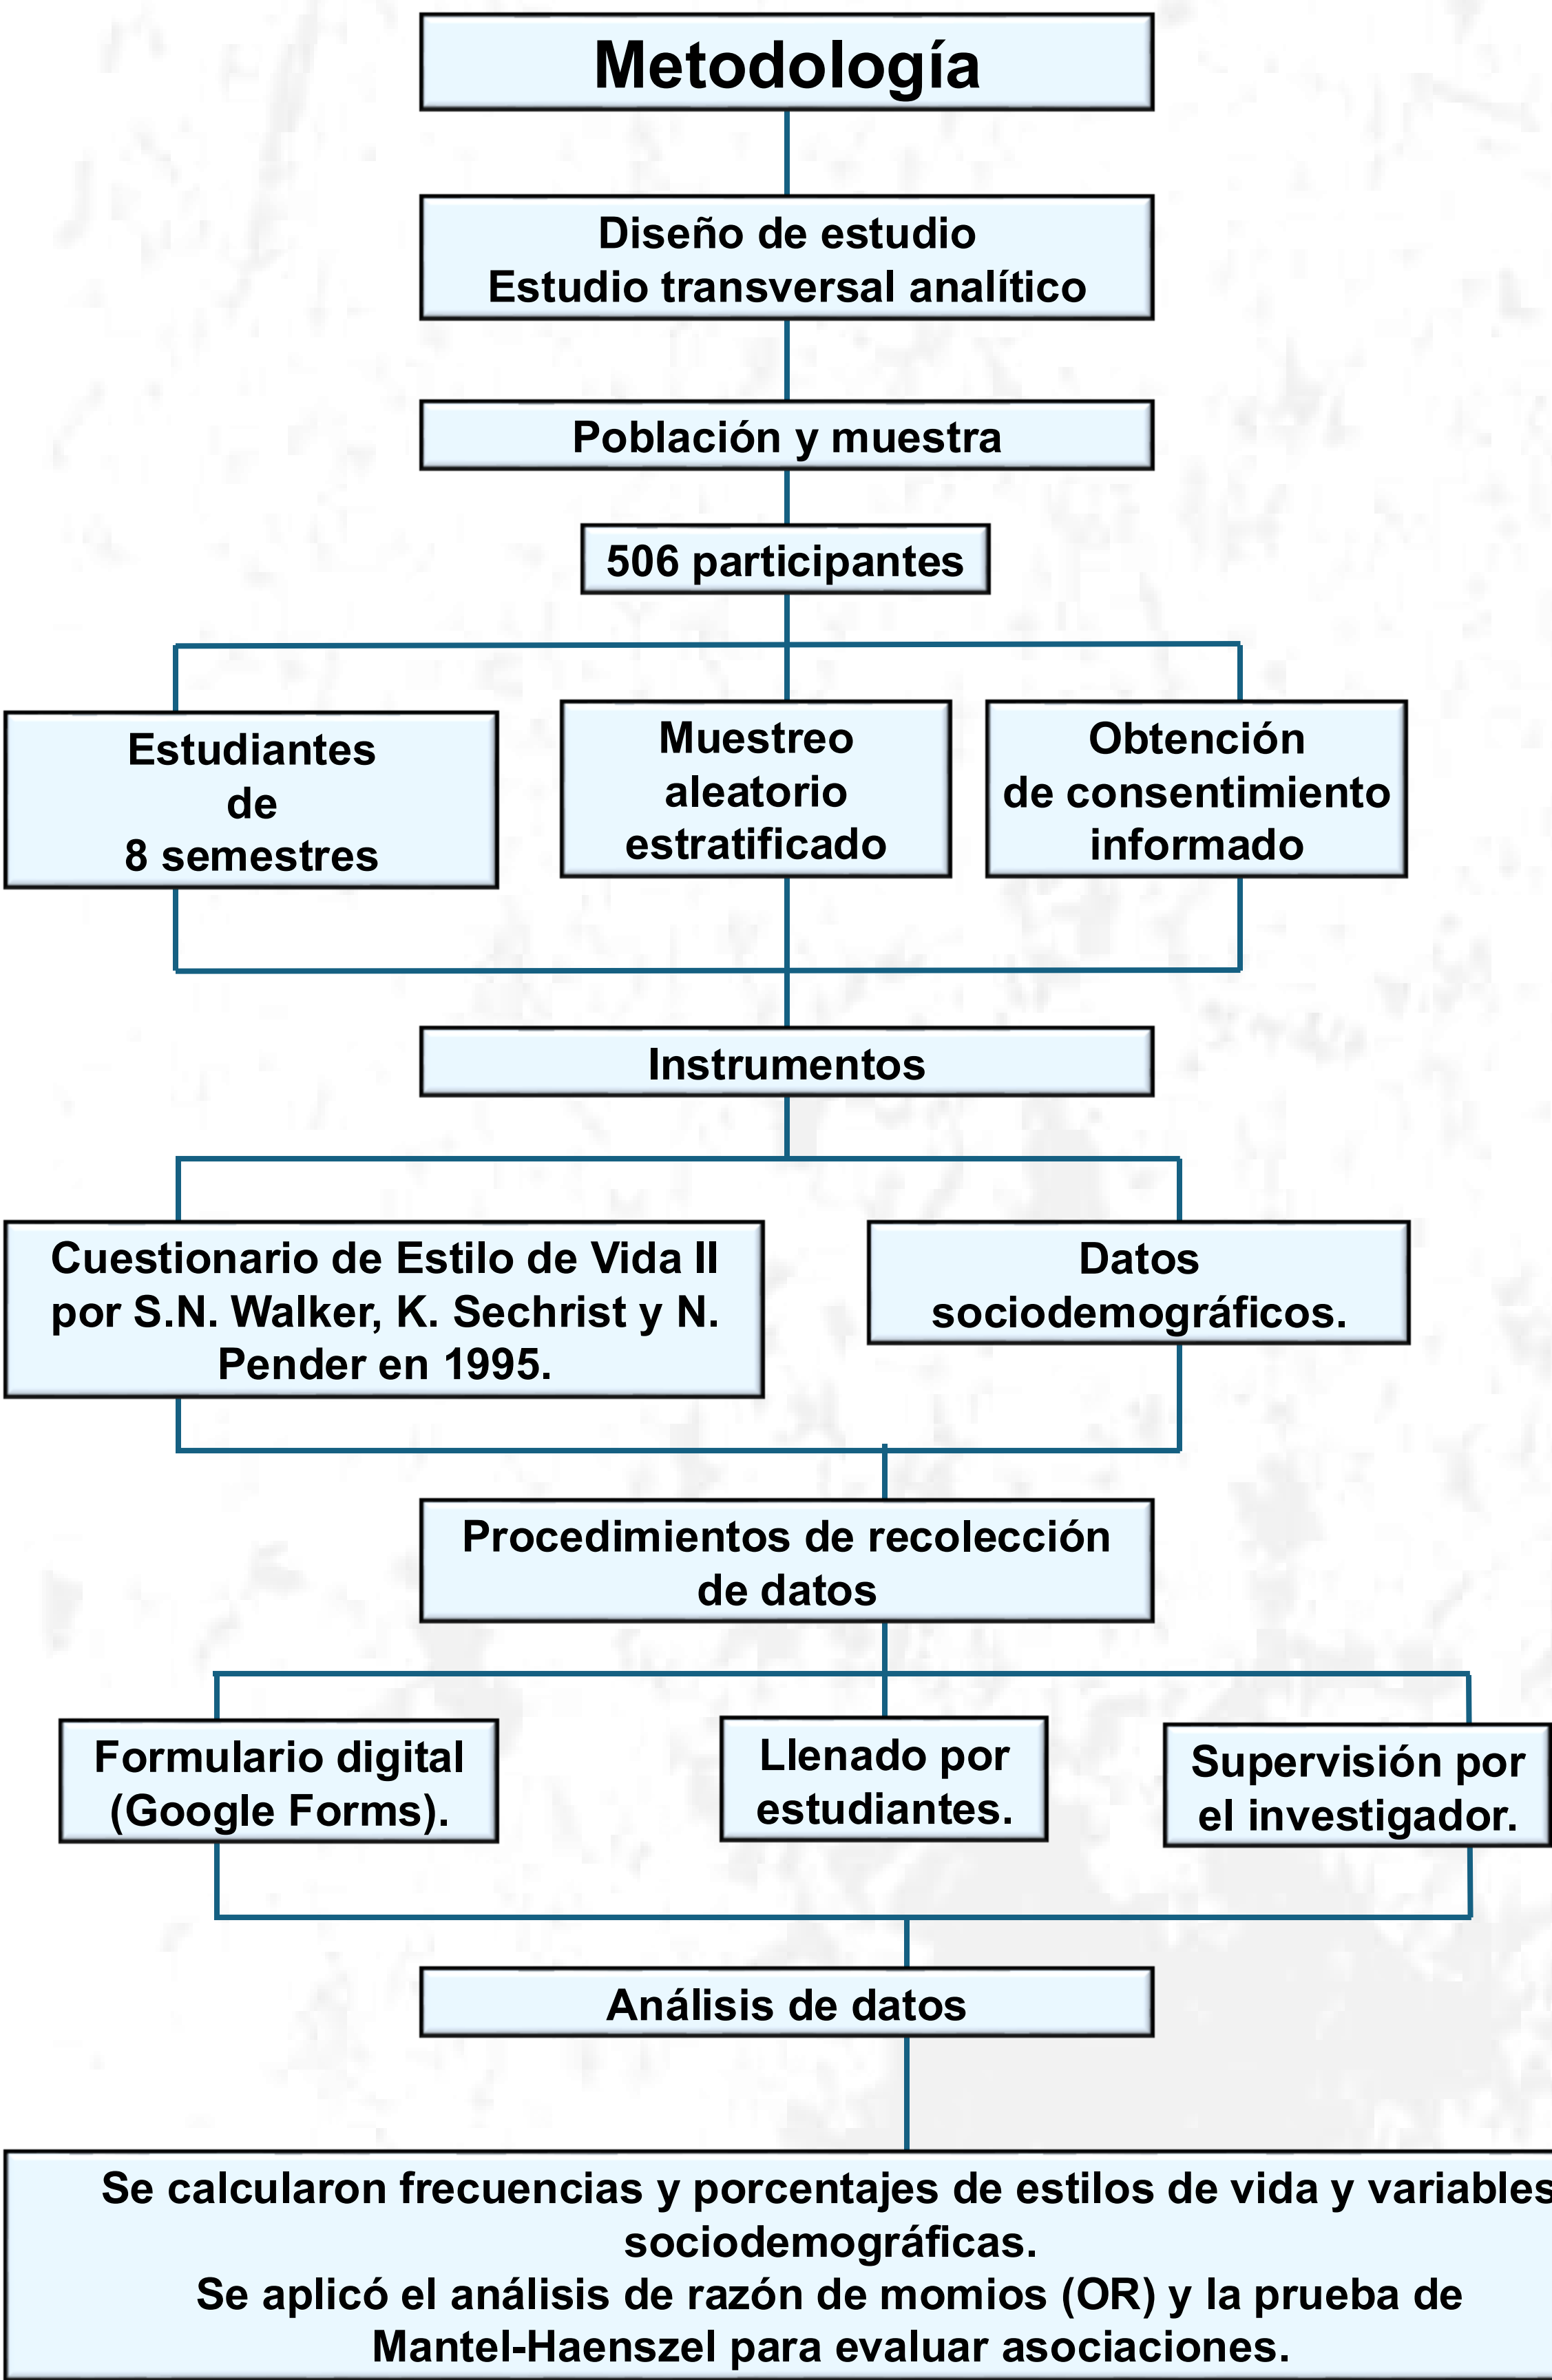 Metodología
Diseño de estudio
Estudio transversal analítico
Población y muestra
506 participantes
Estudiantes
de
8 semestres
Muestreo
aleatorio
estratificado
Obtención
de consentimiento
informado
Instrumentos
Cuestionario de Estilo de Vida II
por S.N. Walker, K. Sechrist y N.
Pender en 1995.
Datos
sociodemográficos.
Procedimientos de recolección
de datos
Formulario digital
(Google Forms).
Llenado por
estudiantes.
Supervisión por
el investigador.
Análisis de datos
Se calcularon frecuencias y porcentajes de estilos de vida y variables
sociodemográficas.
Se aplicó el análisis de razón de momios (OR) y la prueba de
Mantel-Haenszel para evaluar asociaciones.